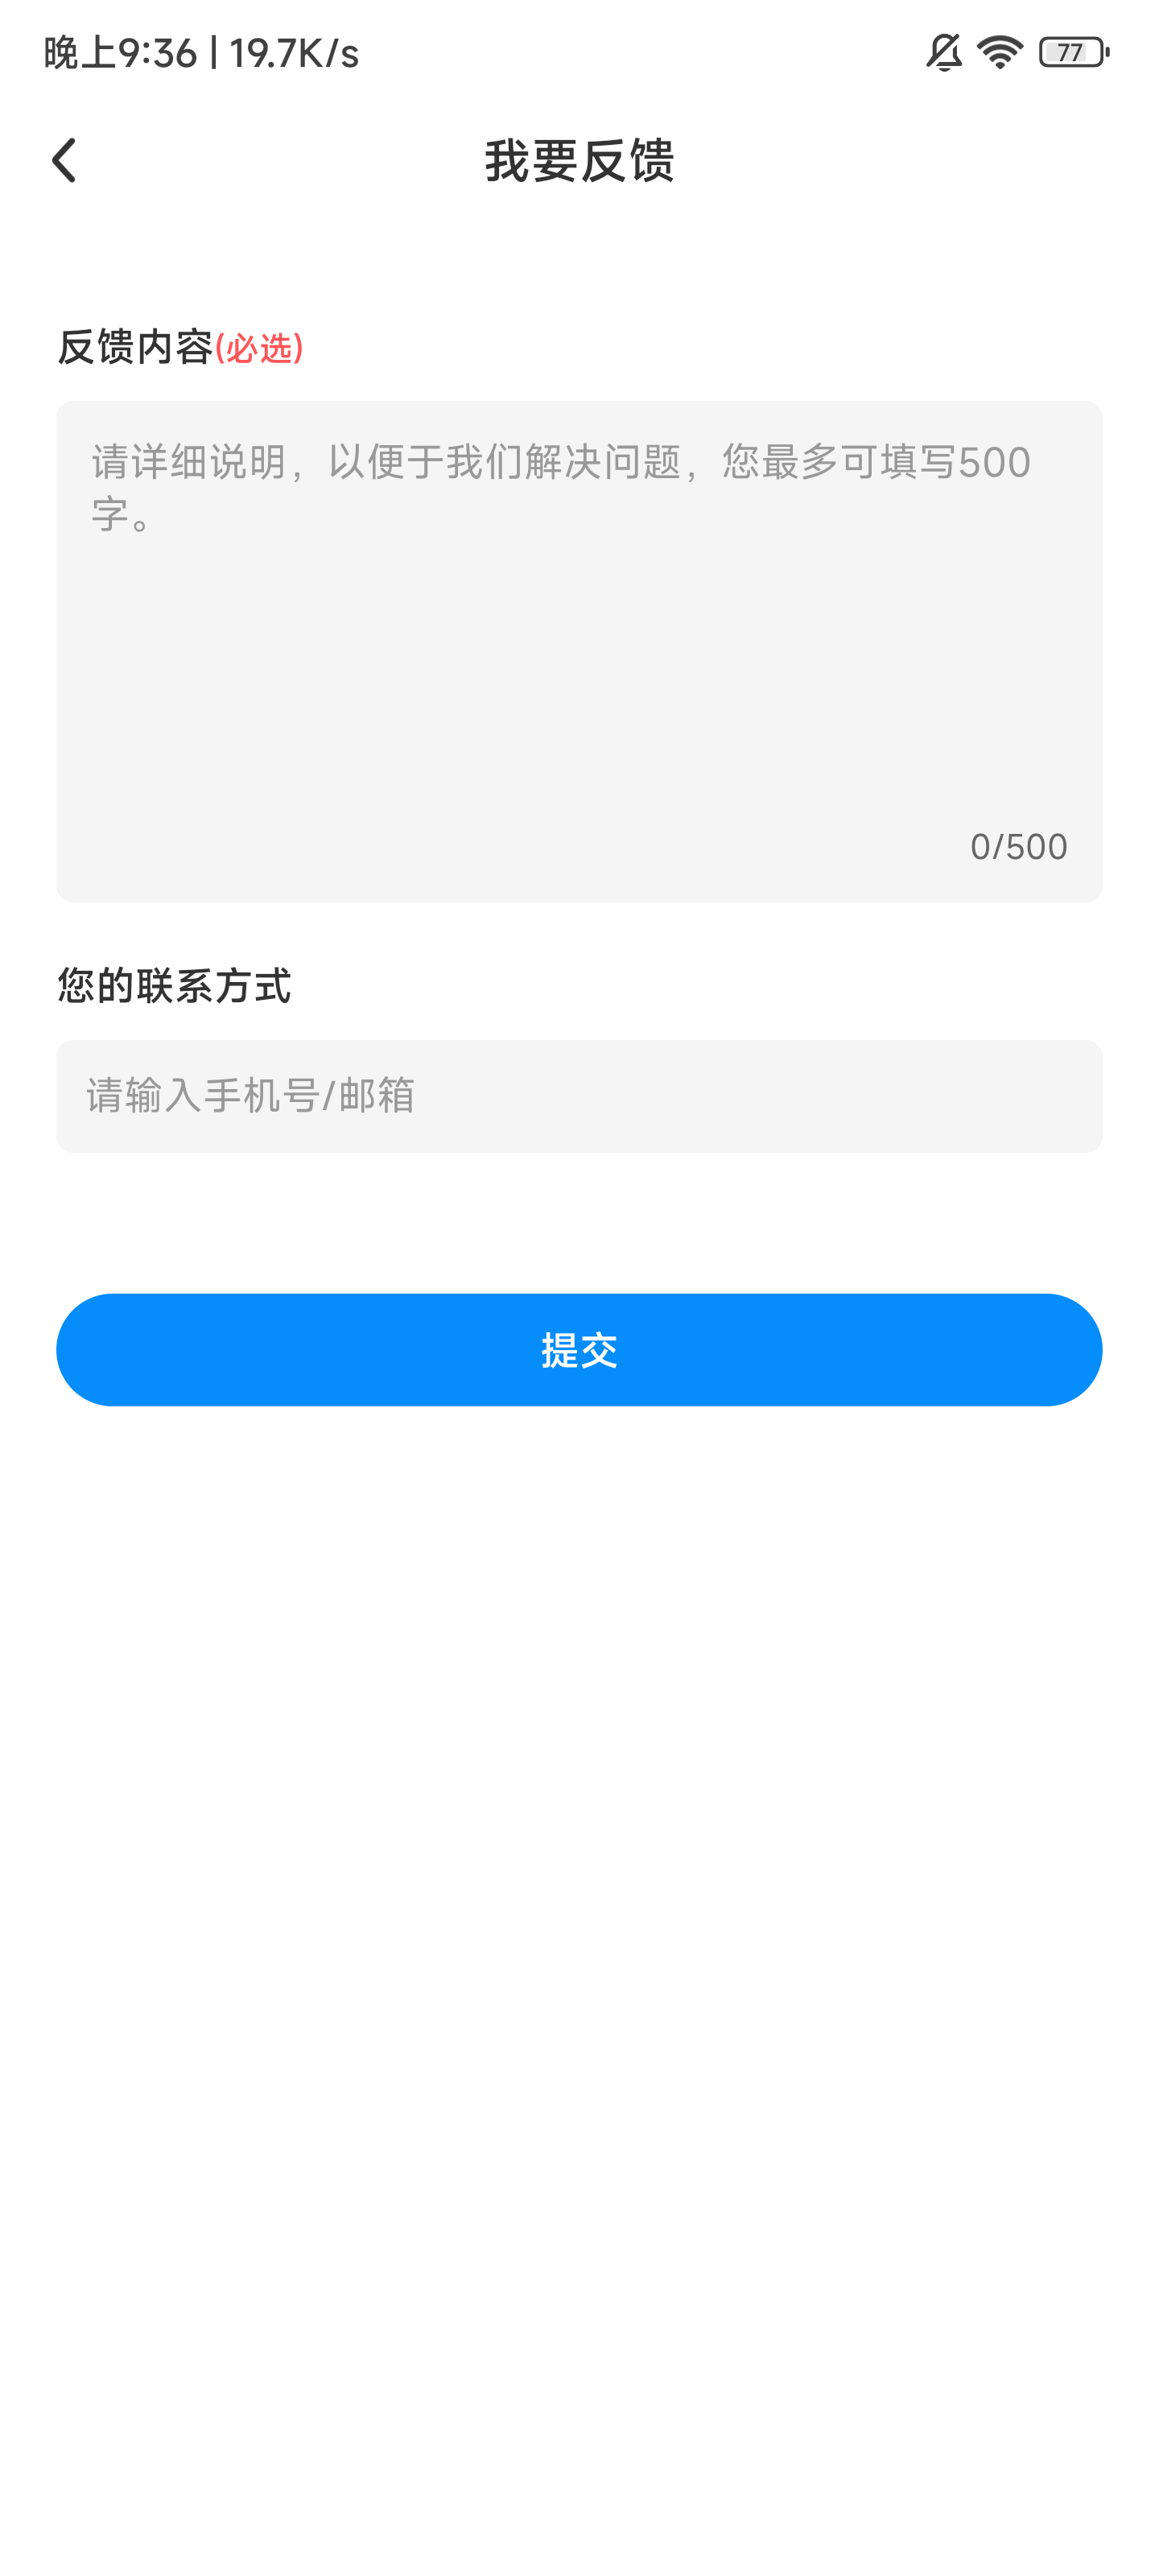 晚上9:36 | 19.7K/s
77
我要反馈
反馈内容(必选)
请详细说明，以便于我们解决问题，您最多可填写500
字。
0/500
您的联系方式
请输入手机号/邮箱
提交